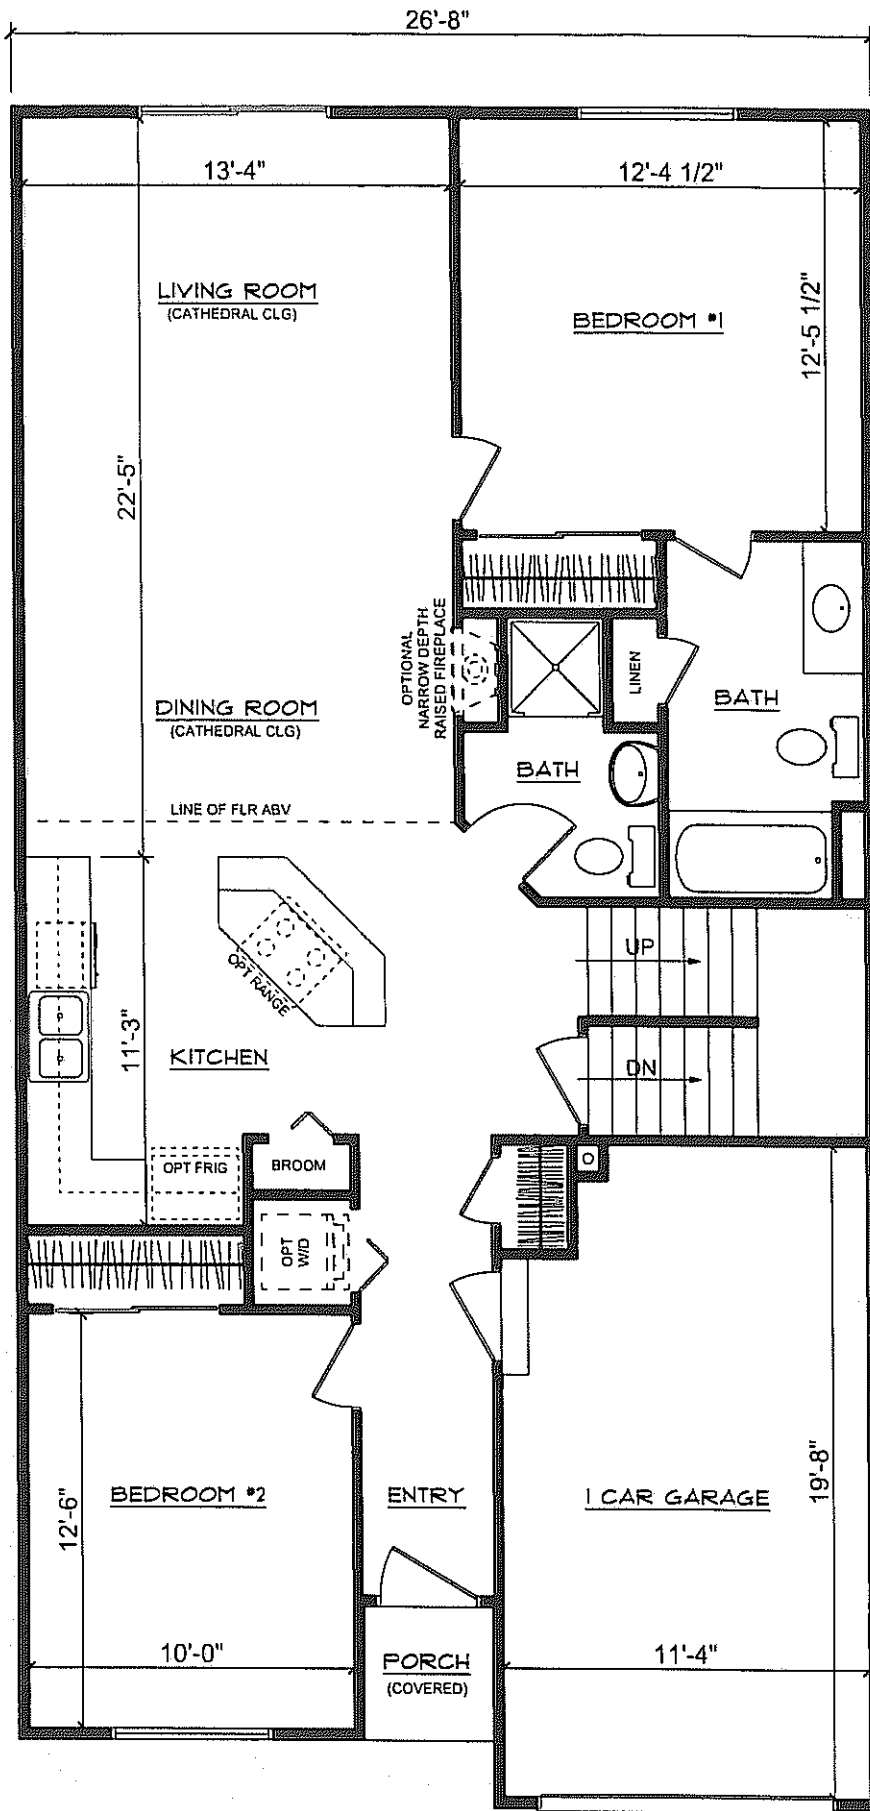 26'-8"
13'-4"
12'-4 1/2"
LIVING ROOM
(CATHEDRAL CLG)
BEDROOM #1
12'-5 1/2"
22'-5"
OPTIONAL
NARROW DEPTH
RAISED FIREPLACE
LINEN
DINING ROOM
(CATHEDRAL CLG)
BATH
BATH
LINE OF FLR ABV
UP
OPT RANGE
11'-3"
KITCHEN
DN
OPT FRIG
BROOM
OPT
W/D
12'-6"
BEDROOM #2
ENTRY
1 CAR GARAGE
19'-8"
10'-0"
PORCH
(COVERED)
11'-4"